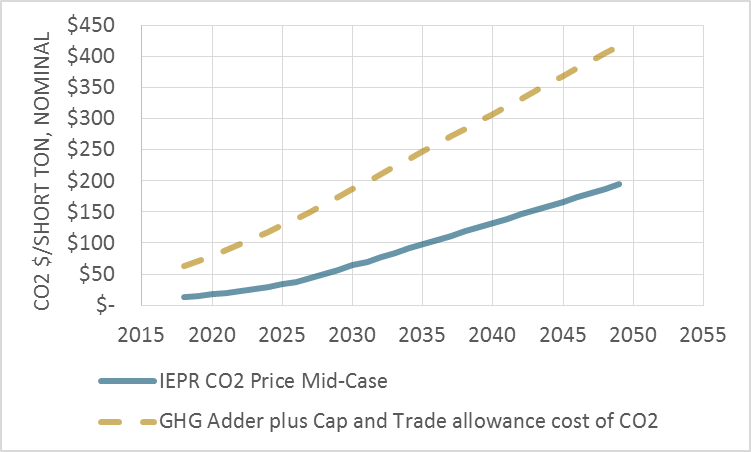 $450
$400
$350
$300
$250
$200
$150
$100
$50
$-
CO2 $/SHORT TON, NOMINAL
2015 2020 2025 2030 2035 2040 2045 2050 2055
IEPR CO2 Price Mid-Case
GHG Adder plus Cap and Trade allowance cost of CO2